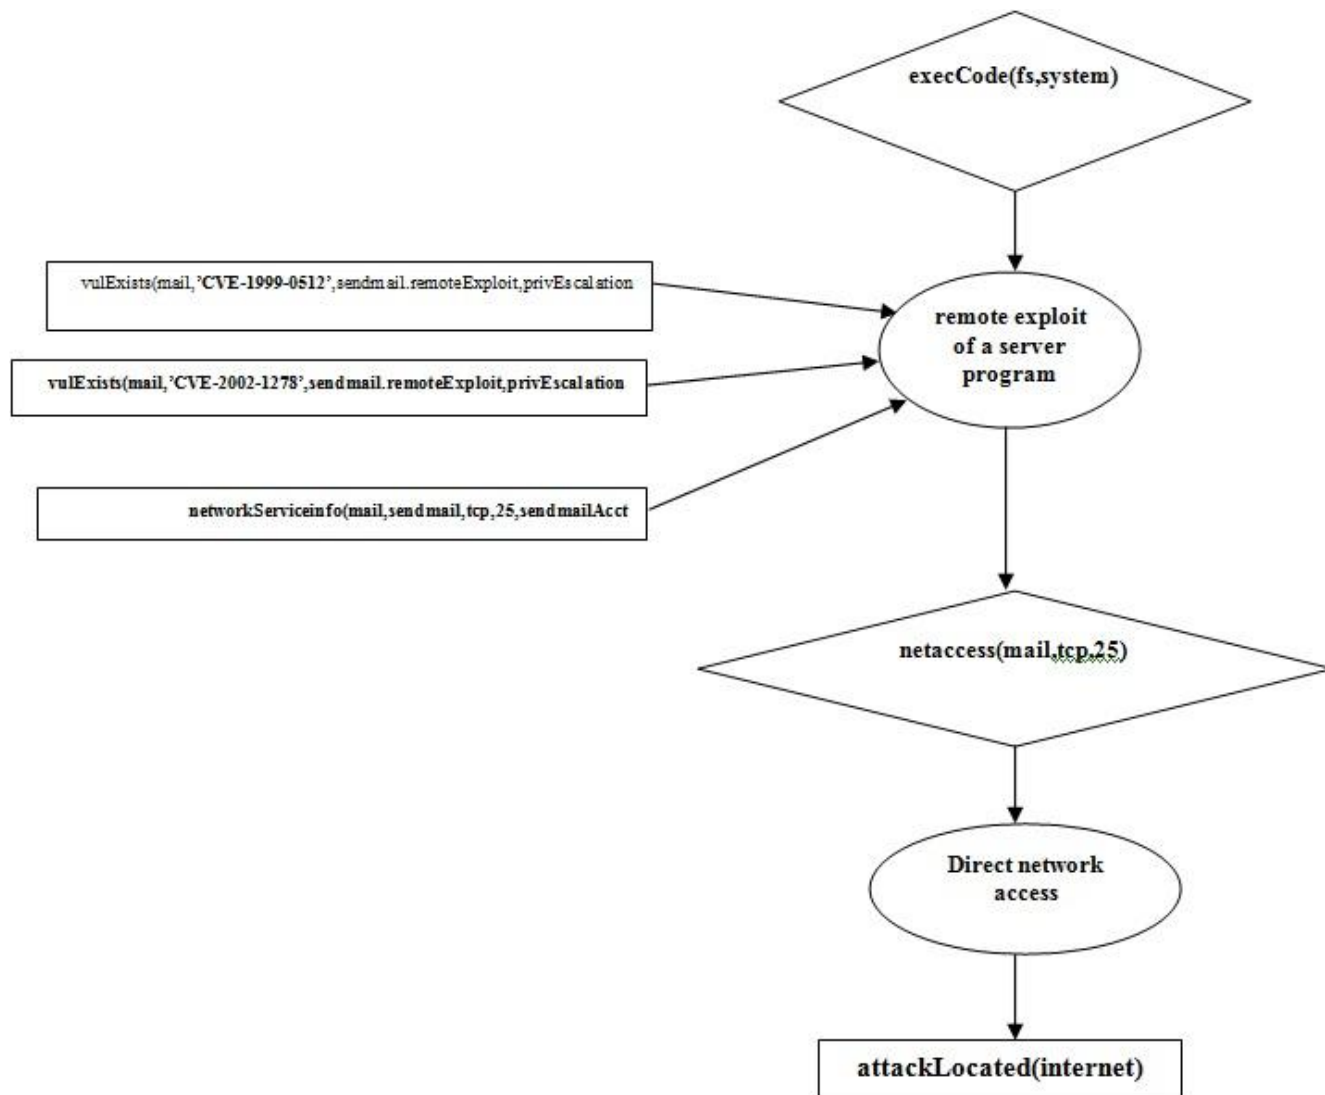 execCode(fs,system)
vulExists(mail,’CVE-1999-0512’,sendmail.remoteExploit,privEscalation
remote exploit
of a server
program
vulExists(mail,’CVE-2002-1278’,sendmail.remoteExploit,privEscalation
networkServiceinfo(mail,sendmail,tcp,25,sendmailAcct
netaccess(mail,tcp,25)
Direct network
access
attackLocated(internet)